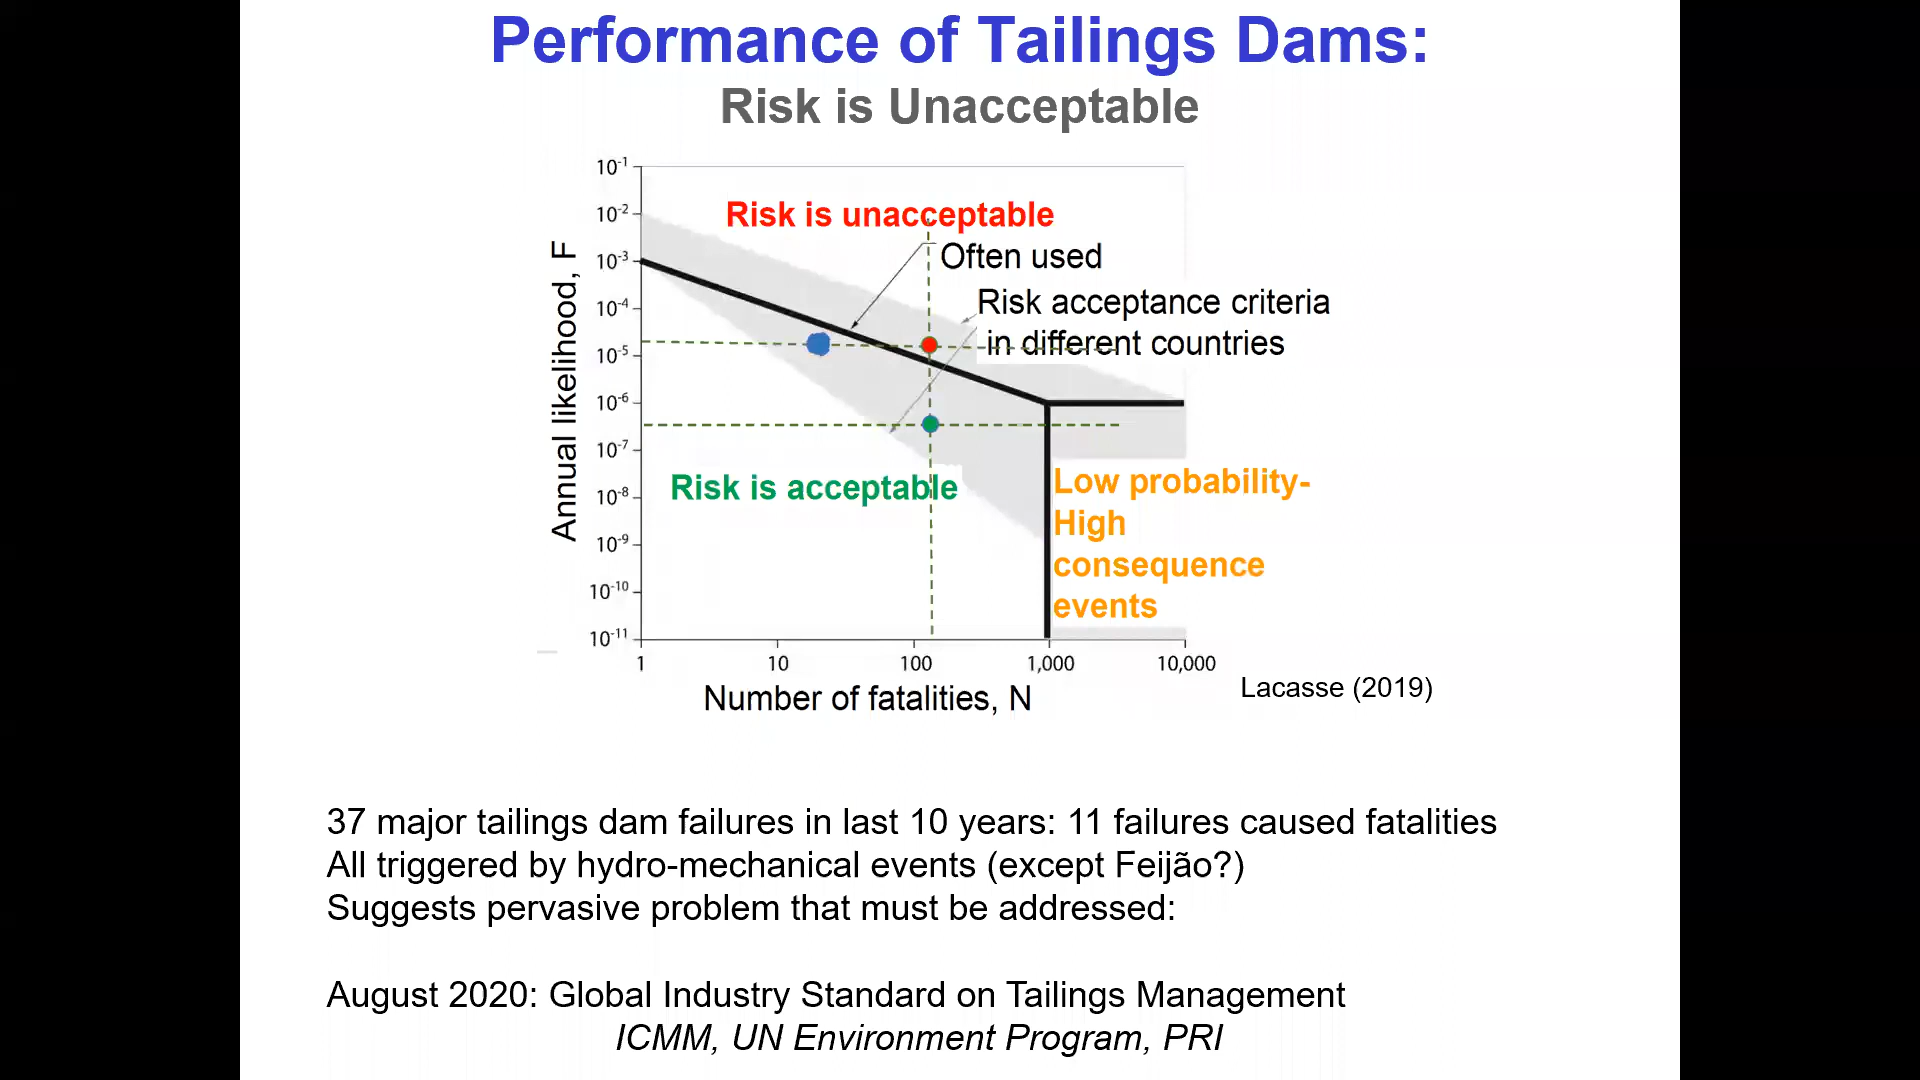 Performance of Tailings Dams:
Risk is Unacceptable
10⁻¹
10⁻²
10⁻³
10⁻⁴
10⁻⁵
10⁻⁶
10⁻⁷
10⁻⁸
10⁻⁹
10⁻¹⁰
10⁻¹¹
Annual likelihood, F
Risk is unacceptable
Often used
Risk acceptance criteria
in different countries
Risk is acceptable
Low probability-
High
consequence
events
1 10 100 1,000 10,000
Number of fatalities, N
Lacasse (2019)
37 major tailings dam failures in last 10 years: 11 failures caused fatalities
All triggered by hydro-mechanical events (except Feijão?)
Suggests pervasive problem that must be addressed:
August 2020: Global Industry Standard on Tailings Management
ICMM, UN Environment Program, PRI